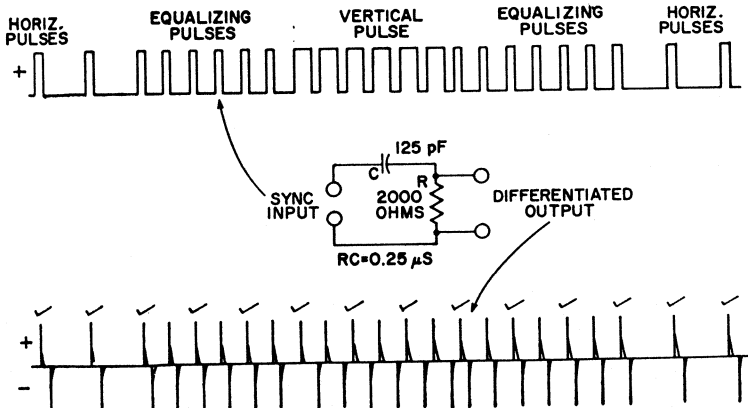 HORIZ.
PULSES
EQUALIZING
PULSES
VERTICAL
PULSE
EQUALIZING
PULSES
HORIZ.
PULSES
+
125 pF
C
R
2000
OHMS
SYNC
INPUT
DIFFERENTIATED
OUTPUT
RC=0.25 µS
+
−